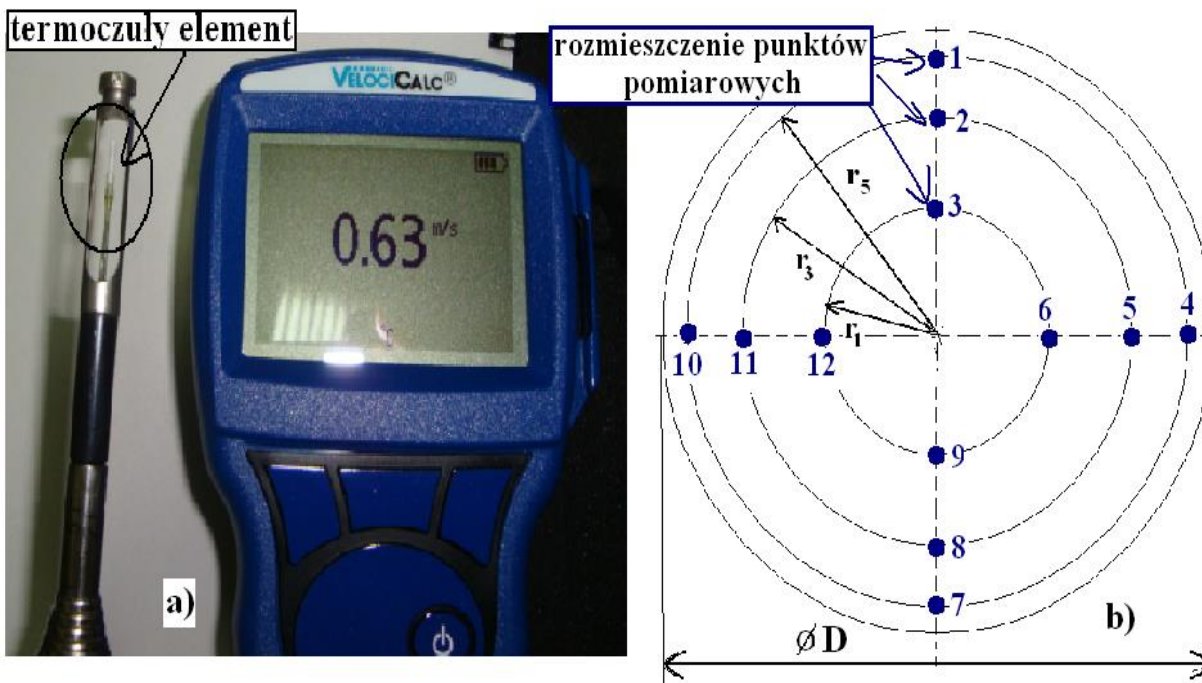 termoczuły element
VELOCICALC®
0.63 m/s
a)
rozmieszczenie punktów
pomiarowych
1
2
3
r5
r3
r1
6 5 4
10 11 12
9
8
7
b)
Ø D